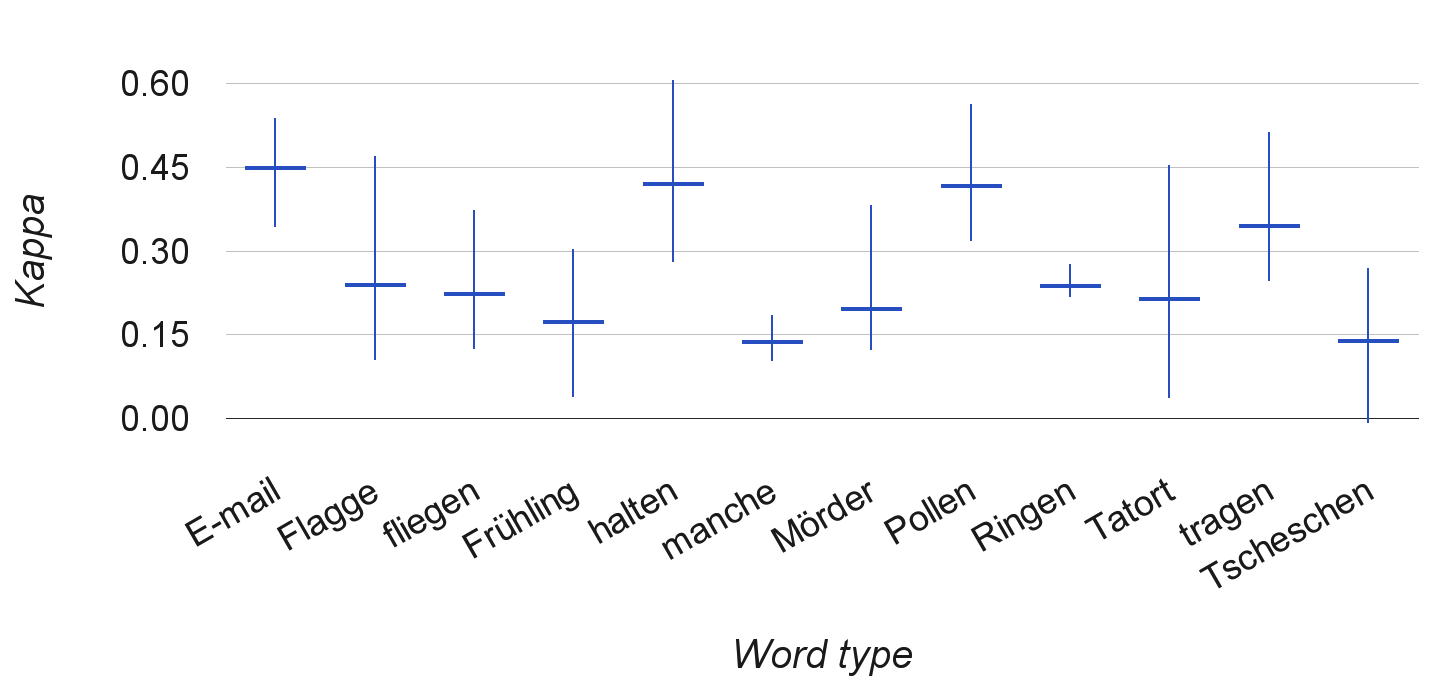 0.60
0.45
0.30
0.15
0.00
Kappa
E-mail
Flagge
fliegen
Frühling
halten
manche
Mörder
Pollen
Ringen
Tatort
tragen
Tscheschen
Word type